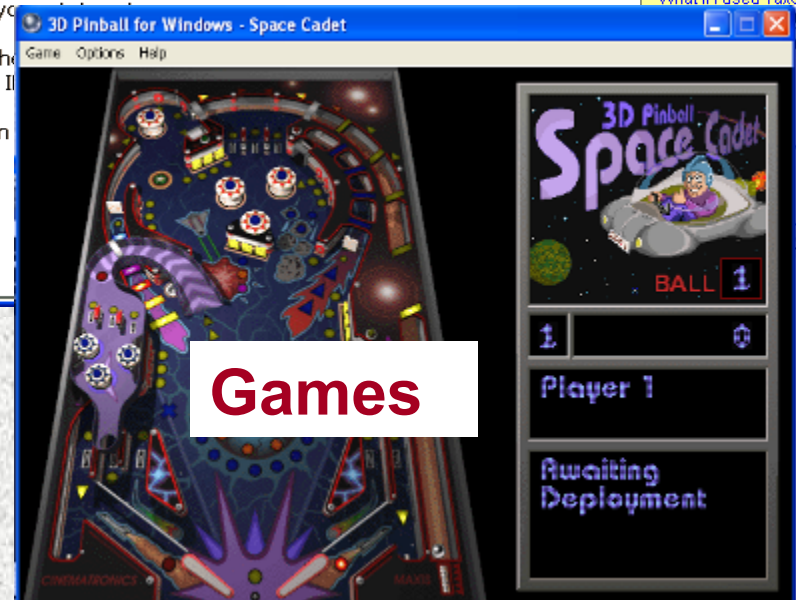 3D Pinball for Windows - Space Cadet
Game Options Help
3D Pinball
Space Cadet
BALL 1
1 0
Player 1
Games
Awaiting
Deployment
CINEMATRONICS
MAXIS